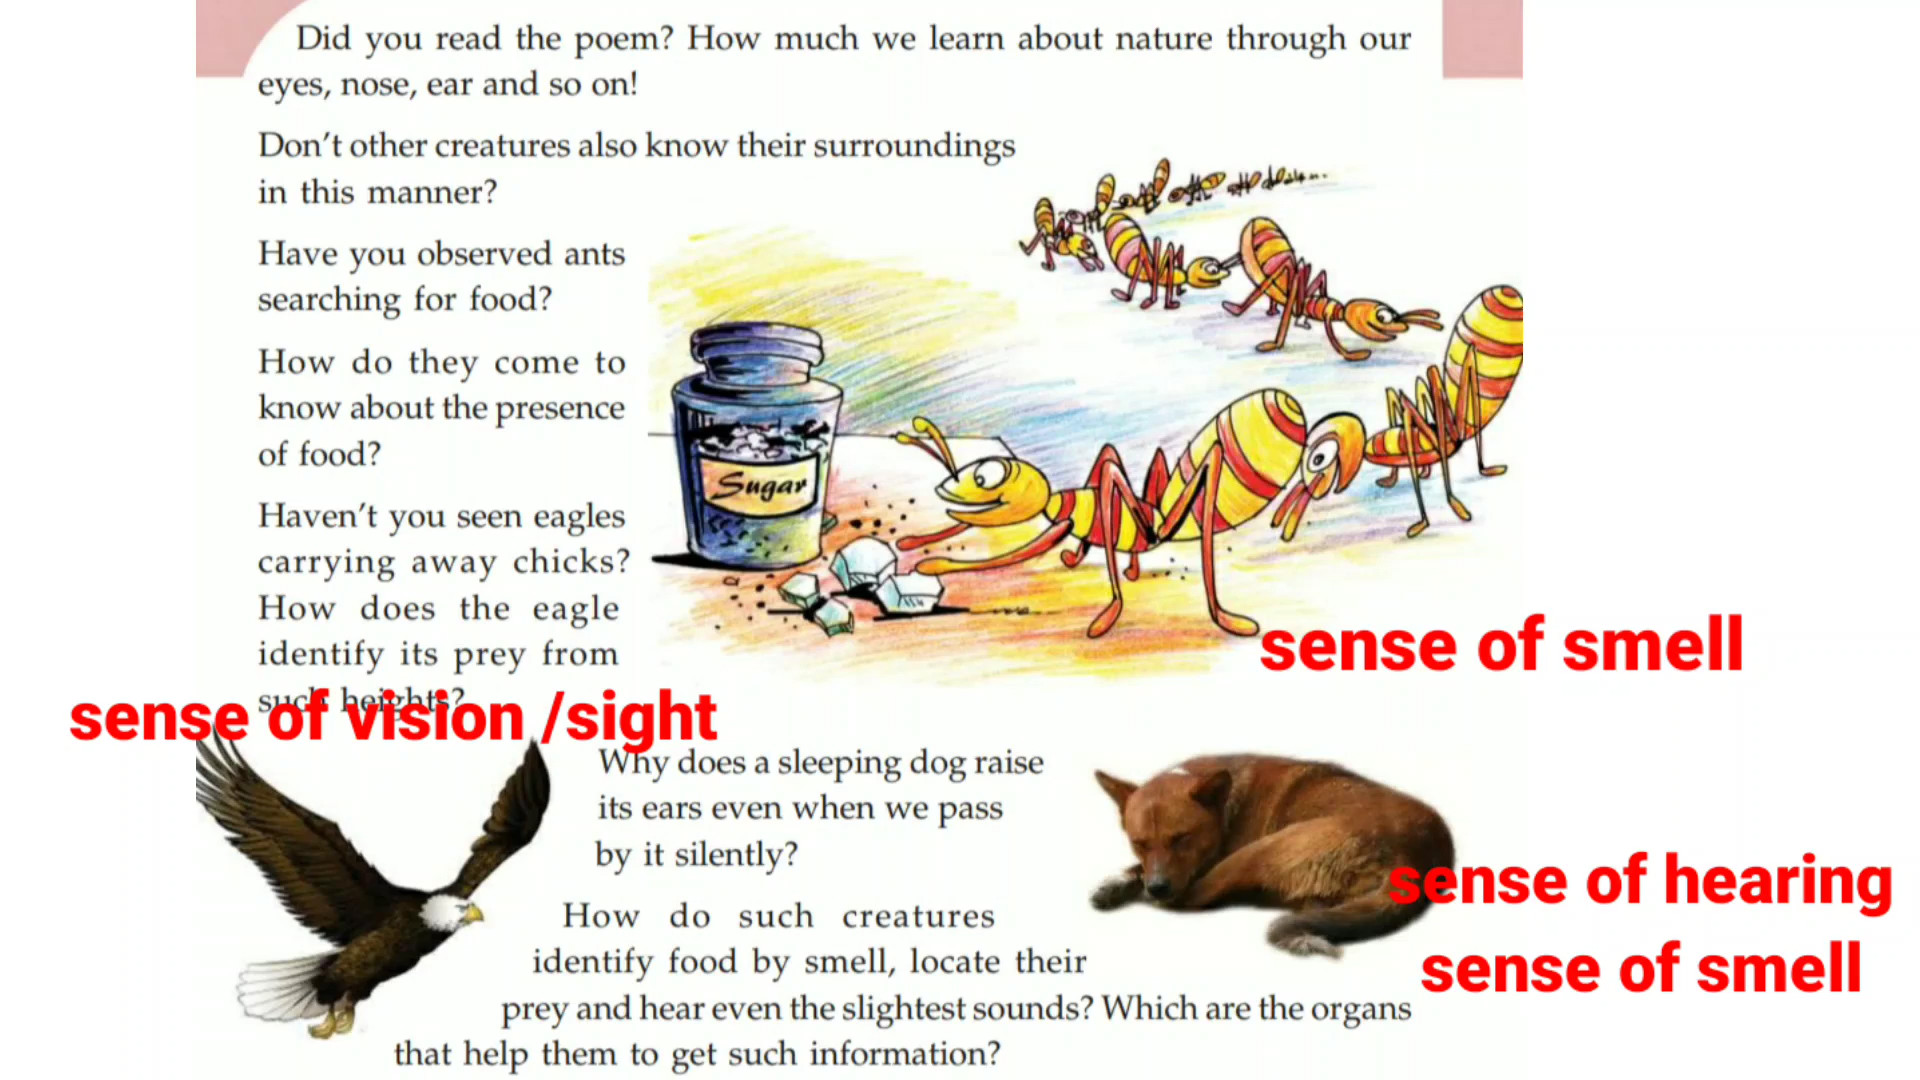 Did you read the poem? How much we learn about nature through our
eyes, nose, ear and so on!
Don't other creatures also know their surroundings
in this manner?
Have you observed ants
searching for food?
How do they come to
know about the presence
of food?
Haven't you seen eagles
carrying away chicks?
How does the eagle
identify its prey from
such heights?
Sugar
sense of smell
sense of vision /sight
Why does a sleeping dog raise
its ears even when we pass
by it silently?
sense of hearing
sense of smell
How do such creatures
identify food by smell, locate their
prey and hear even the slightest sounds? Which are the organs
that help them to get such information?